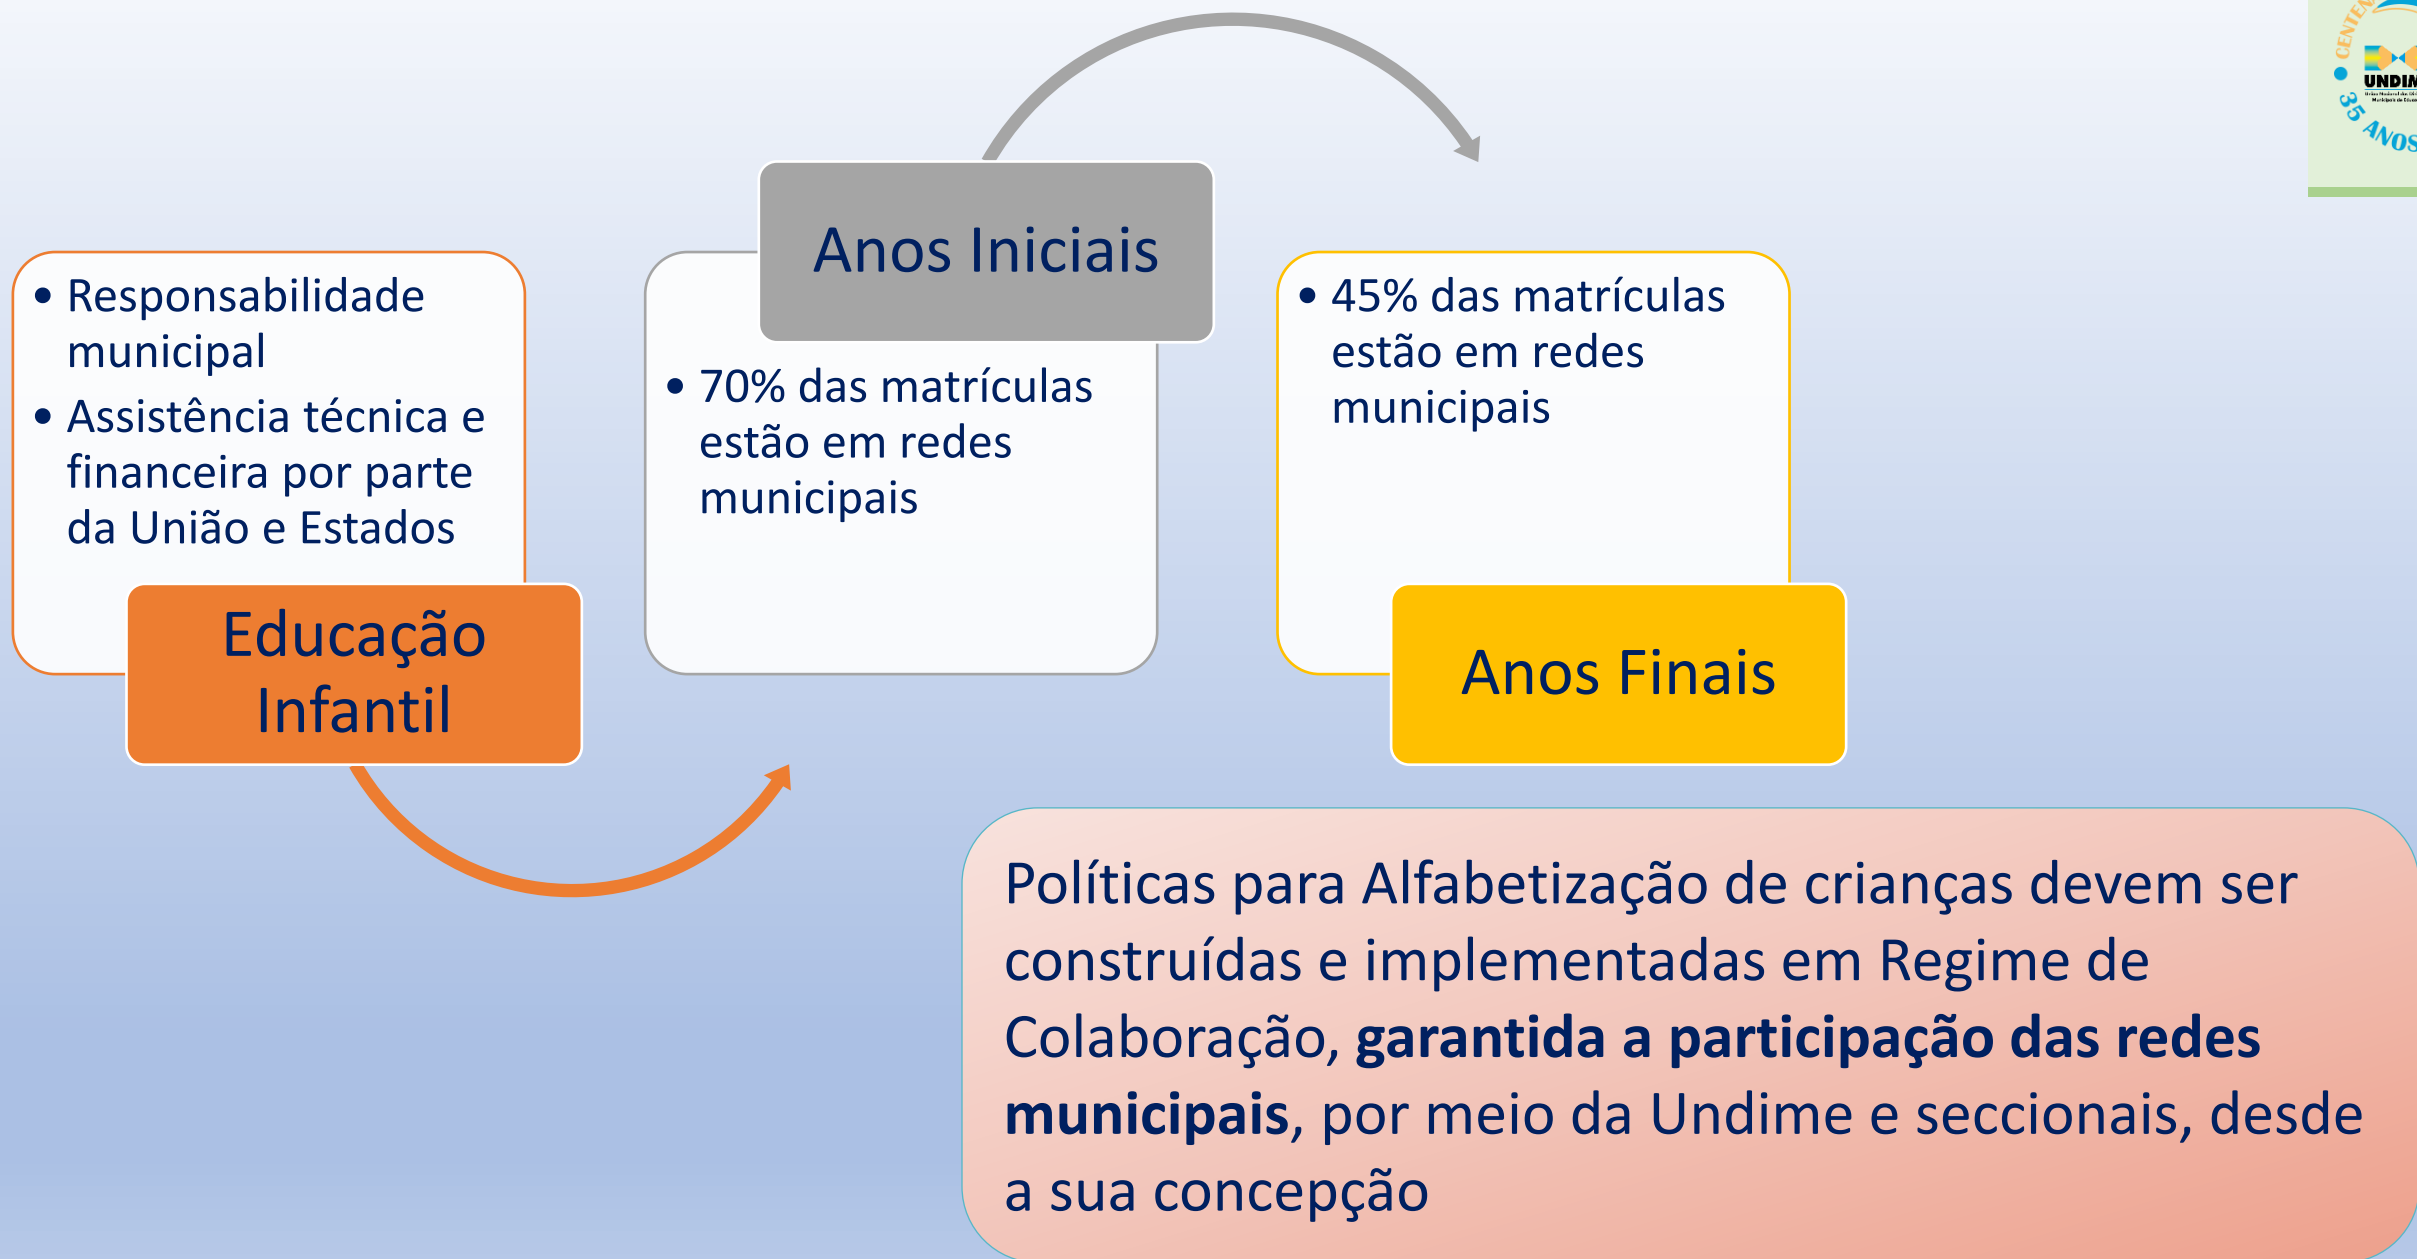 • Responsabilidade
municipal
• Assistência técnica e
financeira por parte
da União e Estados
Educação
Infantil
Anos Iniciais
• 70% das matrículas
estão em redes
municipais
• 45% das matrículas
estão em redes
municipais
Anos Finais
Políticas para Alfabetização de crianças devem ser
construídas e implementadas em Regime de
Colaboração, garantida a participação das redes
municipais, por meio da Undime e seccionais, desde
a sua concepção
35 ANOS